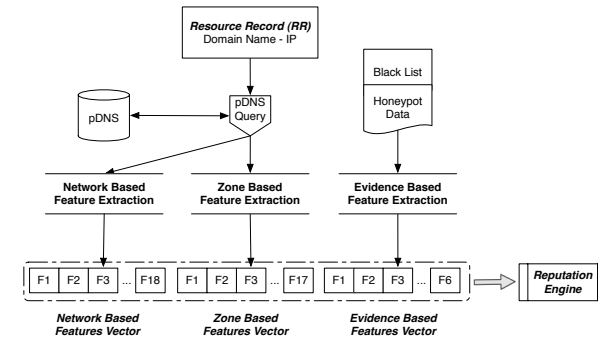 Resource Record (RR)
Domain Name - IP
Black List
Honeypot
Data
pDNS
pDNS
Query
Network Based
Feature Extraction
Zone Based
Feature Extraction
Evidence Based
Feature Extraction
F1 F2 F3 ... F18 F1 F2 F3 ... F17 F1 F2 F3 ... F6
Reputation
Engine
Network Based
Features Vector
Zone Based
Features Vector
Evidence Based
Features Vector